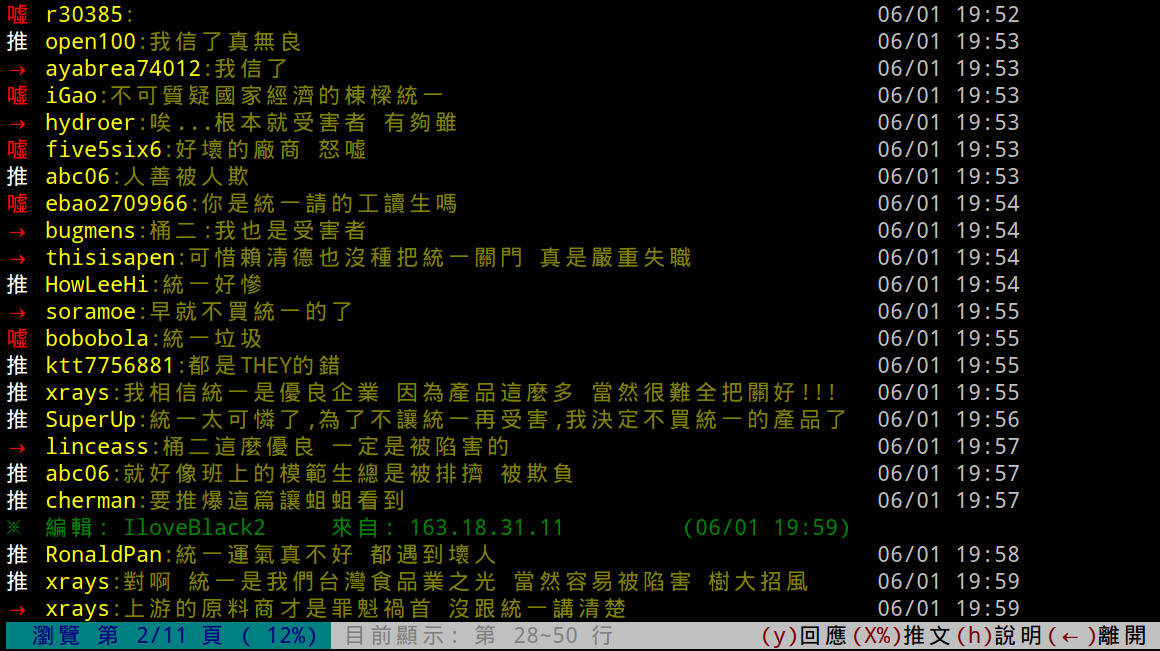 噓 r30385: 06/01 19:52
推 open100:我信了真無良 06/01 19:53
→ ayabrea74012:我信了 06/01 19:53
噓 iGao:不可質疑國家經濟的棟樑統一 06/01 19:53
→ hydroer:唉...根本就受害者 有夠雖 06/01 19:53
噓 five5six6:好壞的廠商 怒噓 06/01 19:53
推 abc06:人善被人欺 06/01 19:53
噓 ebao2709966:你是統一請的工讀生嗎 06/01 19:54
→ bugmens:桶二:我也是受害者 06/01 19:54
→ thisisapen:可惜賴清德也沒種把統一關門 真是嚴重失職 06/01 19:54
推 HowLeeHi:統一好慘 06/01 19:54
→ soramoe:早就不買統一的了 06/01 19:55
噓 bobobola:統一垃圾 06/01 19:55
推 ktt7756881:都是THEY的錯 06/01 19:55
推 xrays:我相信統一是優良企業 因為產品這麼多 當然很難全把關好!!! 06/01 19:55
推 SuperUp:統一太可憐了,為了不讓統一再受害,我決定不買統一的產品了 06/01 19:56
→ linceass:桶二這麼優良 一定是被陷害的 06/01 19:57
推 abc06:就好像班上的模範生總是被排擠 被欺負 06/01 19:57
推 cherman:要推爆這篇讓蛆蛆看到 06/01 19:57
※ 編輯: IloveBlack2 來自: 163.18.31.11 (06/01 19:59)
推 RonaldPan:統一運氣真不好 都遇到壞人 06/01 19:58
推 xrays:對啊 統一是我們台灣食品業之光 當然容易被陷害 樹大招風 06/01 19:59
→ xrays:上游的原料商才是罪魁禍首 沒跟統一講清楚 06/01 19:59
瀏覽 第 2/11 頁 ( 12%) 目前顯示: 第 28~50 行 (y)回應(X%)推文(h)說明(←)離開